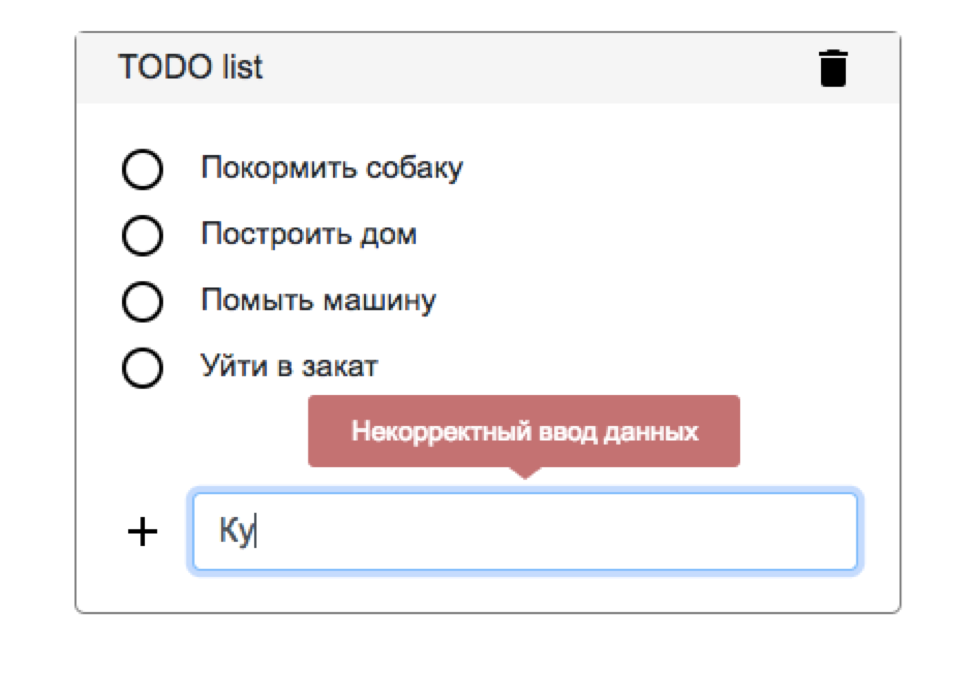 TODO list
Покормить собаку
Построить дом
Помыть машину
Уйти в закат
Некорректный ввод данных
Ку